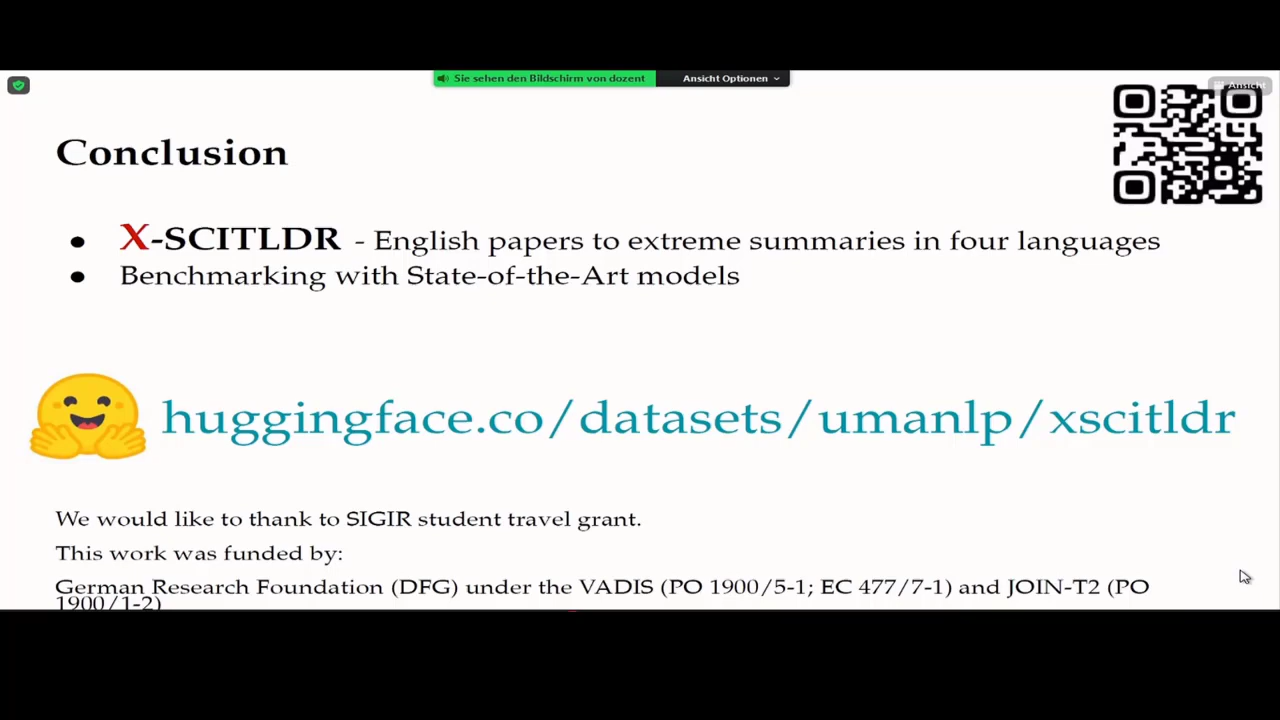 Sie sehen den Bildschirm von dozent
Ansicht Optionen
Ansicht
Conclusion
● X-SCITLDR - English papers to extreme summaries in four languages
● Benchmarking with State-of-the-Art models
huggingface.co/datasets/umanlp/xscitldr
We would like to thank to SIGIR student travel grant.
This work was funded by:
German Research Foundation (DFG) under the VADIS (PO 1900/5-1; EC 477/7-1) and JOIN-T2 (PO
1900/1-2)